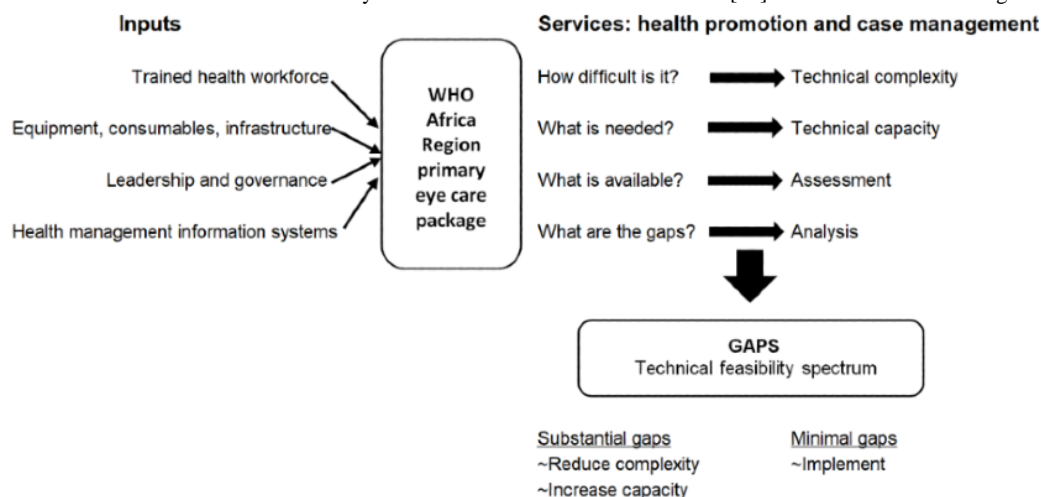 Inputs
Trained health workforce
Equipment, consumables, infrastructure
Leadership and governance
Health management information systems
WHO
Africa
Region
primary
eye care
package
Services: health promotion and case management
How difficult is it? Technical complexity
What is needed? Technical capacity
What is available? Assessment
What are the gaps? Analysis
GAPS
Technical feasibility spectrum
Substantial gaps
~Reduce complexity
~Increase capacity
Minimal gaps
~Implement